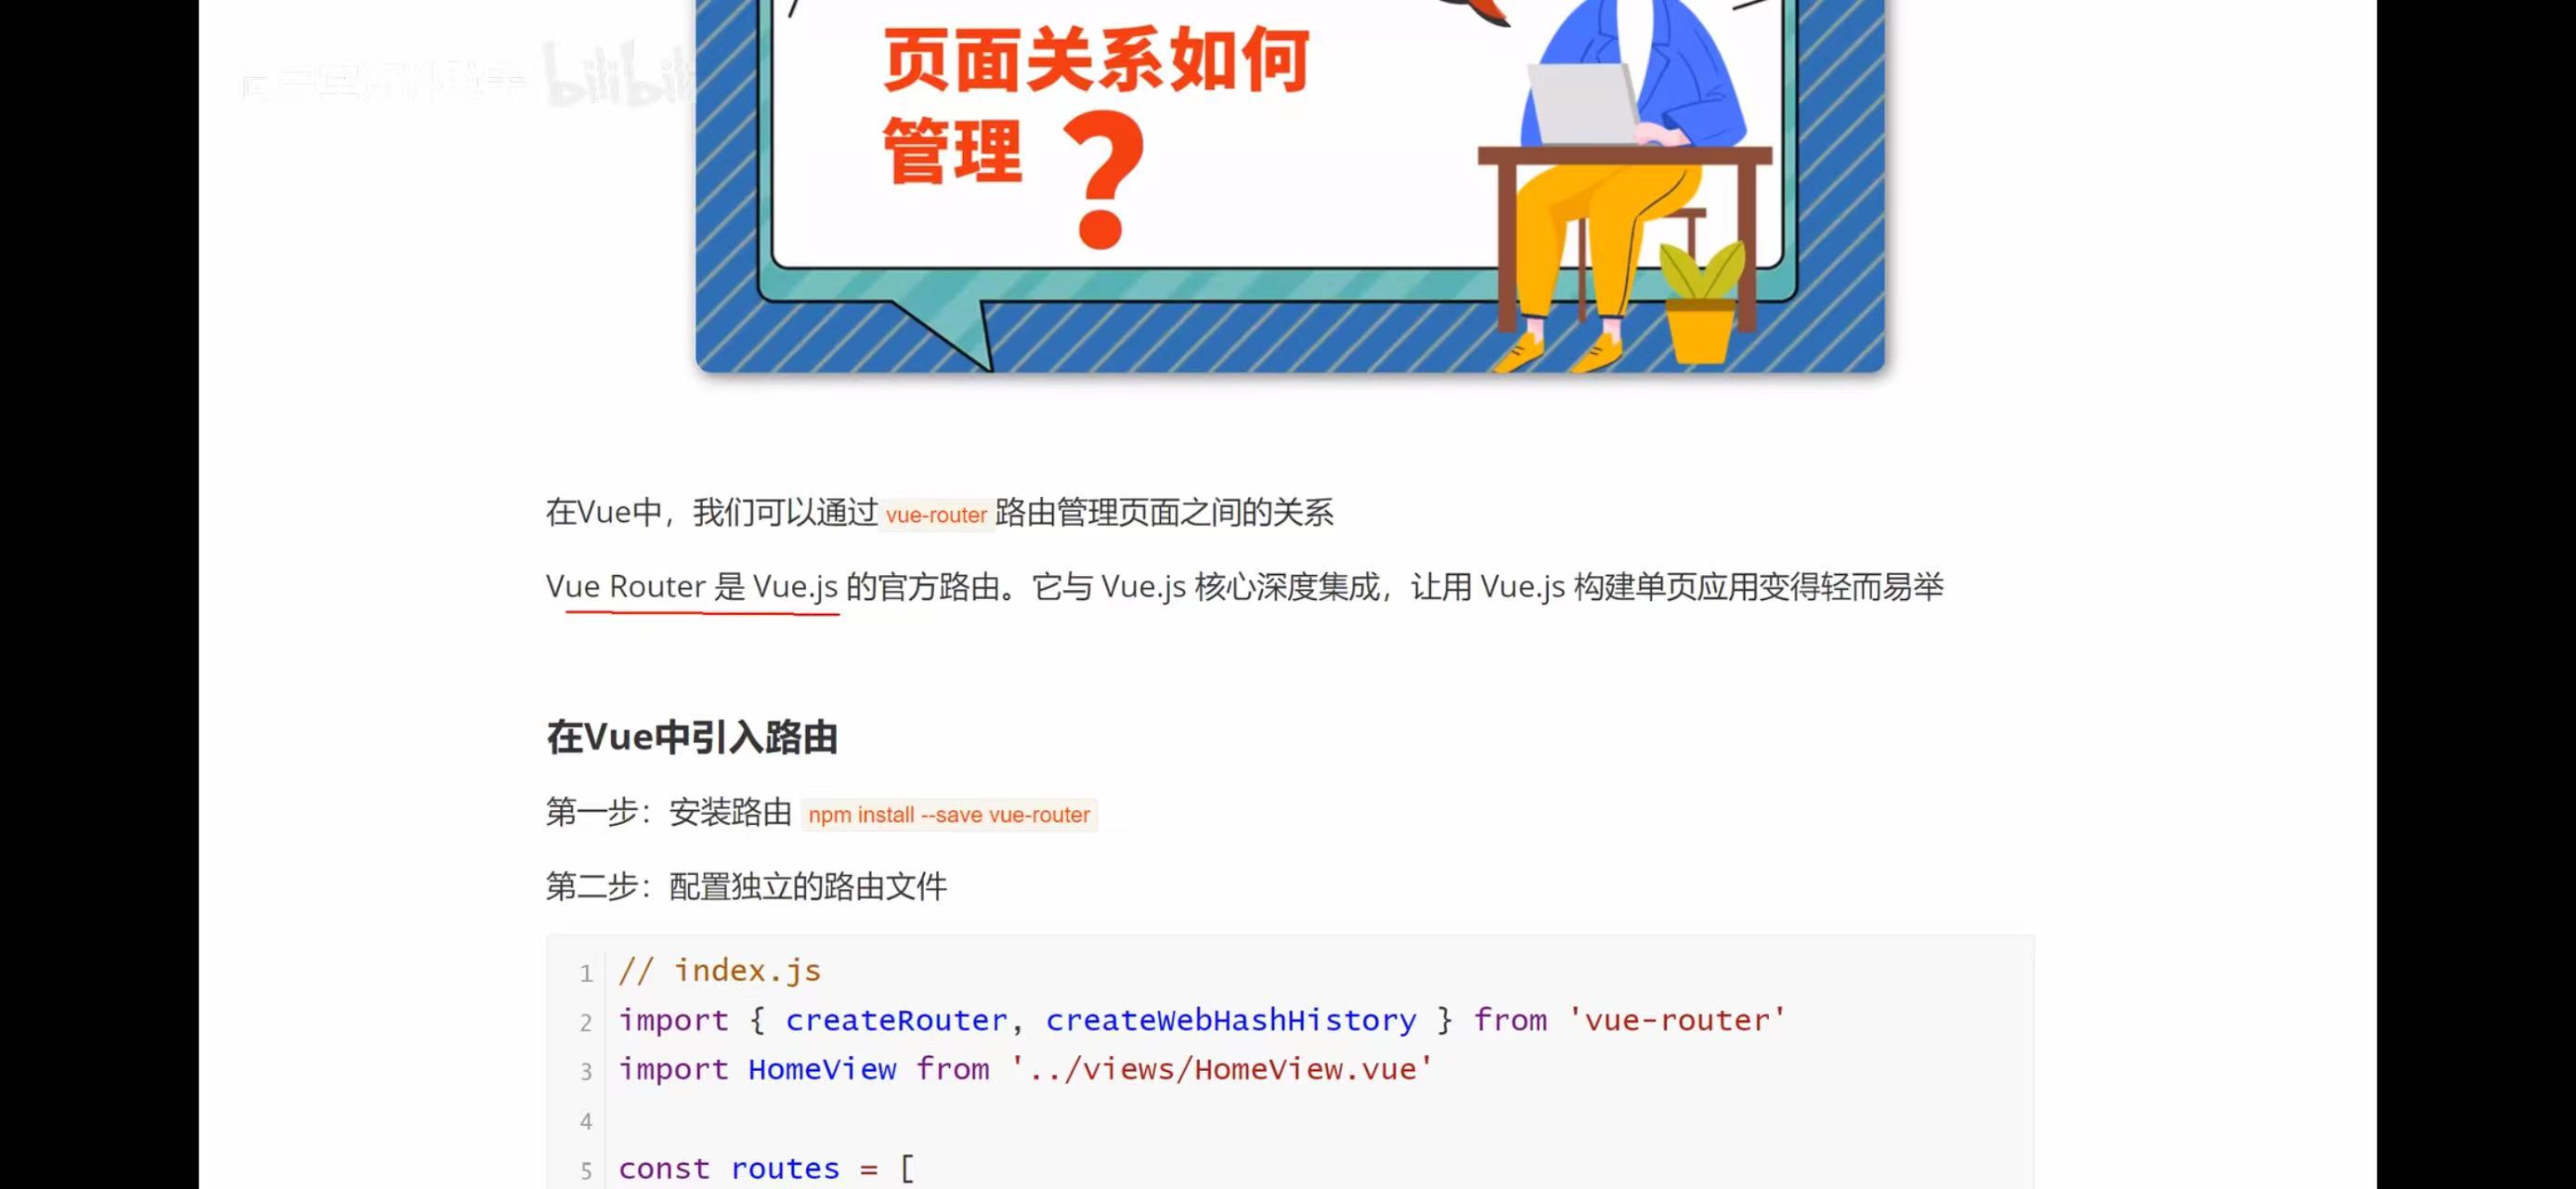 页面关系如何
管理?
在Vue中，我们可以通过 vue-router 路由管理页面之间的关系
Vue Router 是 Vue.js 的官方路由。它与 Vue.js 核心深度集成，让用 Vue.js 构建单页应用变得轻而易举
在Vue中引入路由
第一步：安装路由 npm install --save vue-router
第二步：配置独立的路由文件
1 // index.js
2 import { createRouter, createWebHashHistory } from 'vue-router'
3 import HomeView from '../views/HomeView.vue'
4
5 const routes = [